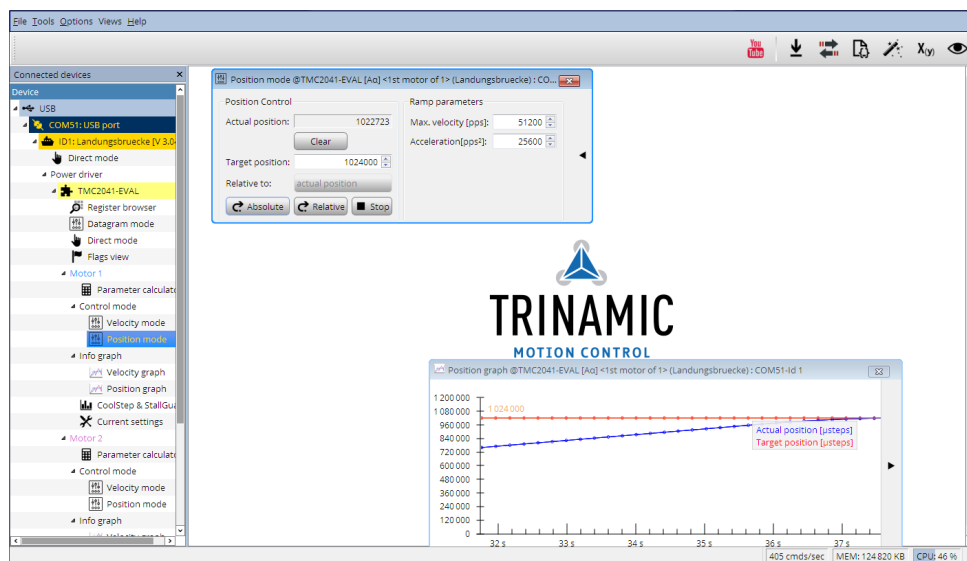 File Tools Options Views Help
You
Tube
X(y)
Connected devices
Device
USB
COM51: USB port
ID1: Landungsbruecke [V 3.0
Direct mode
Power driver
TMC2041-EVAL
Register browser
Datagram mode
Direct mode
Flags view
Motor 1
Parameter calculat
Control mode
Velocity mode
Position mode
Info graph
Velocity graph
Position graph
CoolStep & StallGua
Current settings
Motor 2
Parameter calculat
Control mode
Velocity mode
Position mode
Info graph
Position mode @TMC2041-EVAL [Aα] <1st motor of 1> (Landungsbruecke) : CO...
Position Control
Actual position: 1022723
Clear
Target position: 1024000
Relative to: actual position
Absolute Relative Stop
Ramp parameters
Max. velocity [pps]: 51200
Acceleration[pps²]: 25600
TRINAMIC
MOTION CONTROL
Position graph @TMC2041-EVAL [Aα] <1st motor of 1> (Landungsbruecke) : COM51-Id 1
1 200 000
1 080 000
960 000
840 000
720 000
600 000
480 000
360 000
240 000
120 000
0
1 024 000
Actual position [µsteps]
Target position [µsteps]
32 s 33 s 34 s 35 s 36 s 37 s
405 cmds/sec MEM: 124 820 KB CPU: 46 %